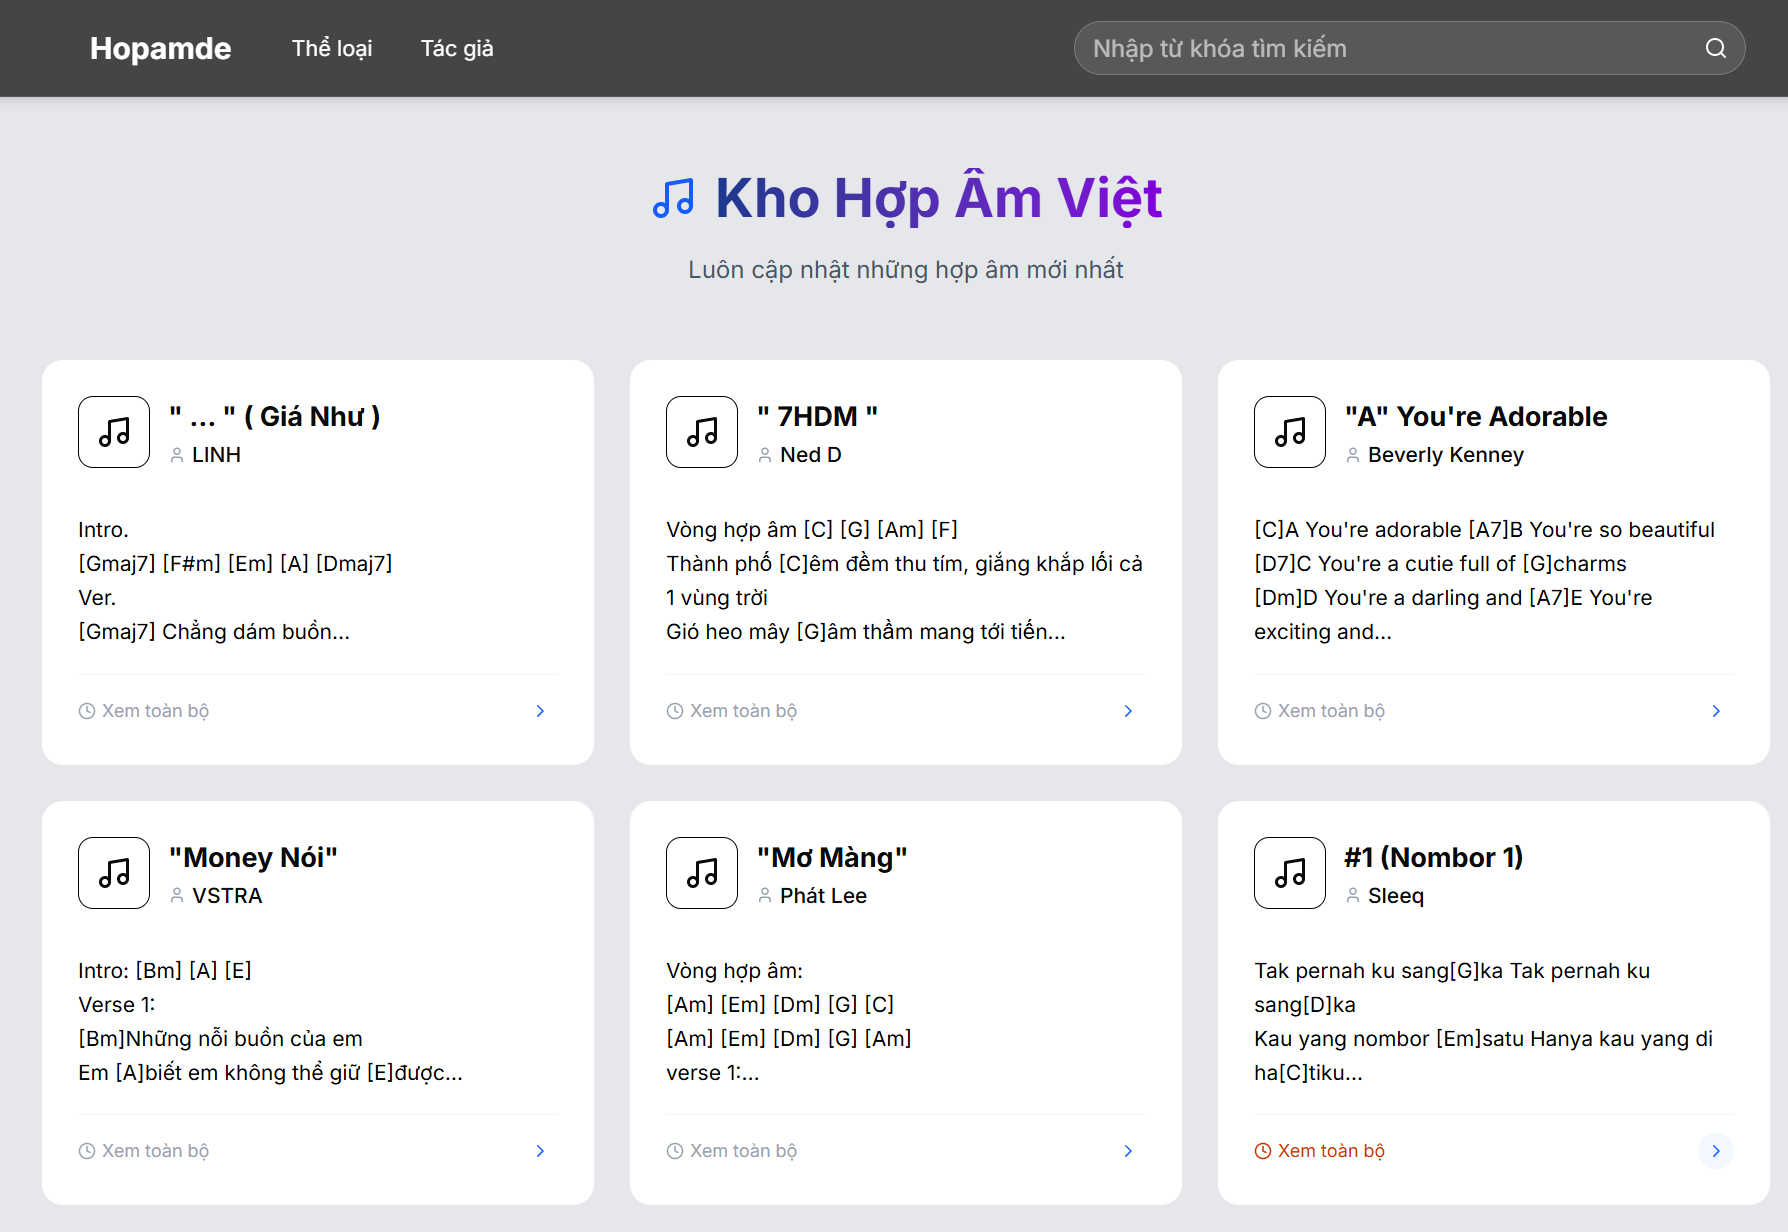 Hopamde
Thể loại
Tác giả
Nhập từ khóa tìm kiếm
Kho Hợp Âm Việt
Luôn cập nhật những hợp âm mới nhất
" ... " ( Giá Như )
LINH
Intro.
[Gmaj7] [F#m] [Em] [A] [Dmaj7]
Ver.
[Gmaj7] Chẳng dám buồn...
Xem toàn bộ
" 7HDM "
Ned D
Vòng hợp âm [C] [G] [Am] [F]
Thành phố [C]êm đềm thu tím, giắng khắp lối cả
1 vùng trời
Gió heo mây [G]âm thầm mang tới tiến...
Xem toàn bộ
"A" You're Adorable
Beverly Kenney
[C]A You're adorable [A7]B You're so beautiful
[D7]C You're a cutie full of [G]charms
[Dm]D You're a darling and [A7]E You're
exciting and...
Xem toàn bộ
"Money Nói"
VSTRA
Intro: [Bm] [A] [E]
Verse 1:
[Bm]Những nỗi buồn của em
Em [A]biết em không thể giữ [E]được...
Xem toàn bộ
"Mơ Màng"
Phát Lee
Vòng hợp âm:
[Am] [Em] [Dm] [G] [C]
[Am] [Em] [Dm] [G] [Am]
verse 1:...
Xem toàn bộ
#1 (Nombor 1)
Sleeq
Tak pernah ku sang[G]ka Tak pernah ku
sang[D]ka
Kau yang nombor [Em]satu Hanya kau yang di
ha[C]tiku...
Xem toàn bộ